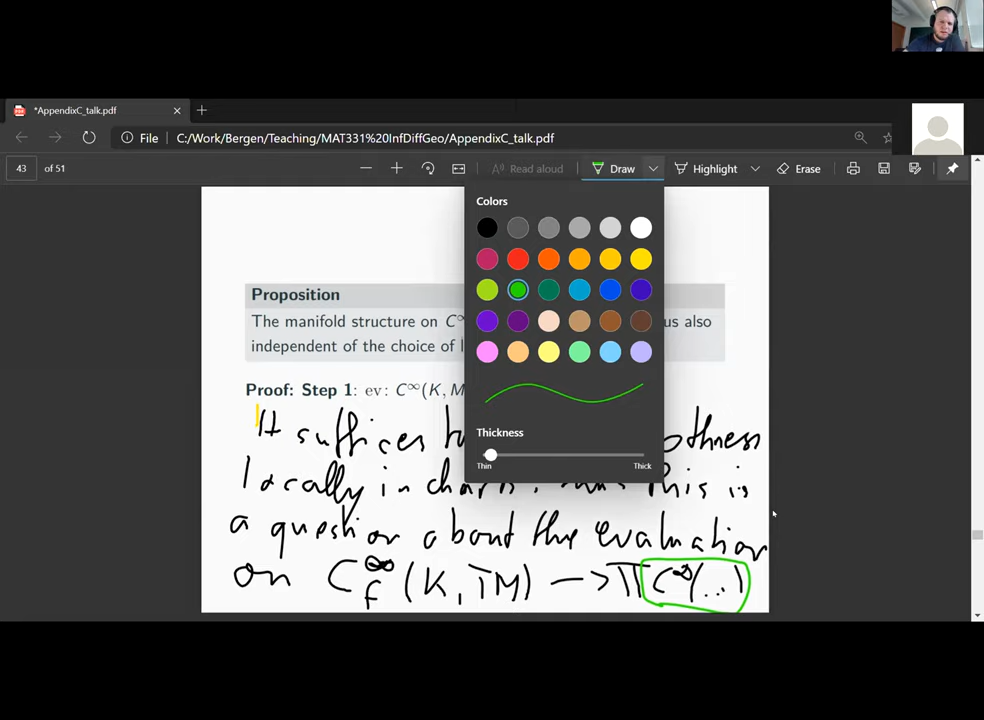 *AppendixC_talk.pdf
File C:/Work/Bergen/Teaching/MAT331%20InfDiffGeo/AppendixC_talk.pdf
43 of 51 Read aloud Draw Highlight Erase
Colors
Thickness
Thin Thick
Proposition
The manifold structure on C us also
independent of the choice of
Proof: Step 1: ev: C∞(K, M
It suffices othness
locally in this is
a question about the evaluation
on C_f^∞(K, TM) —> Π C^∞(...)